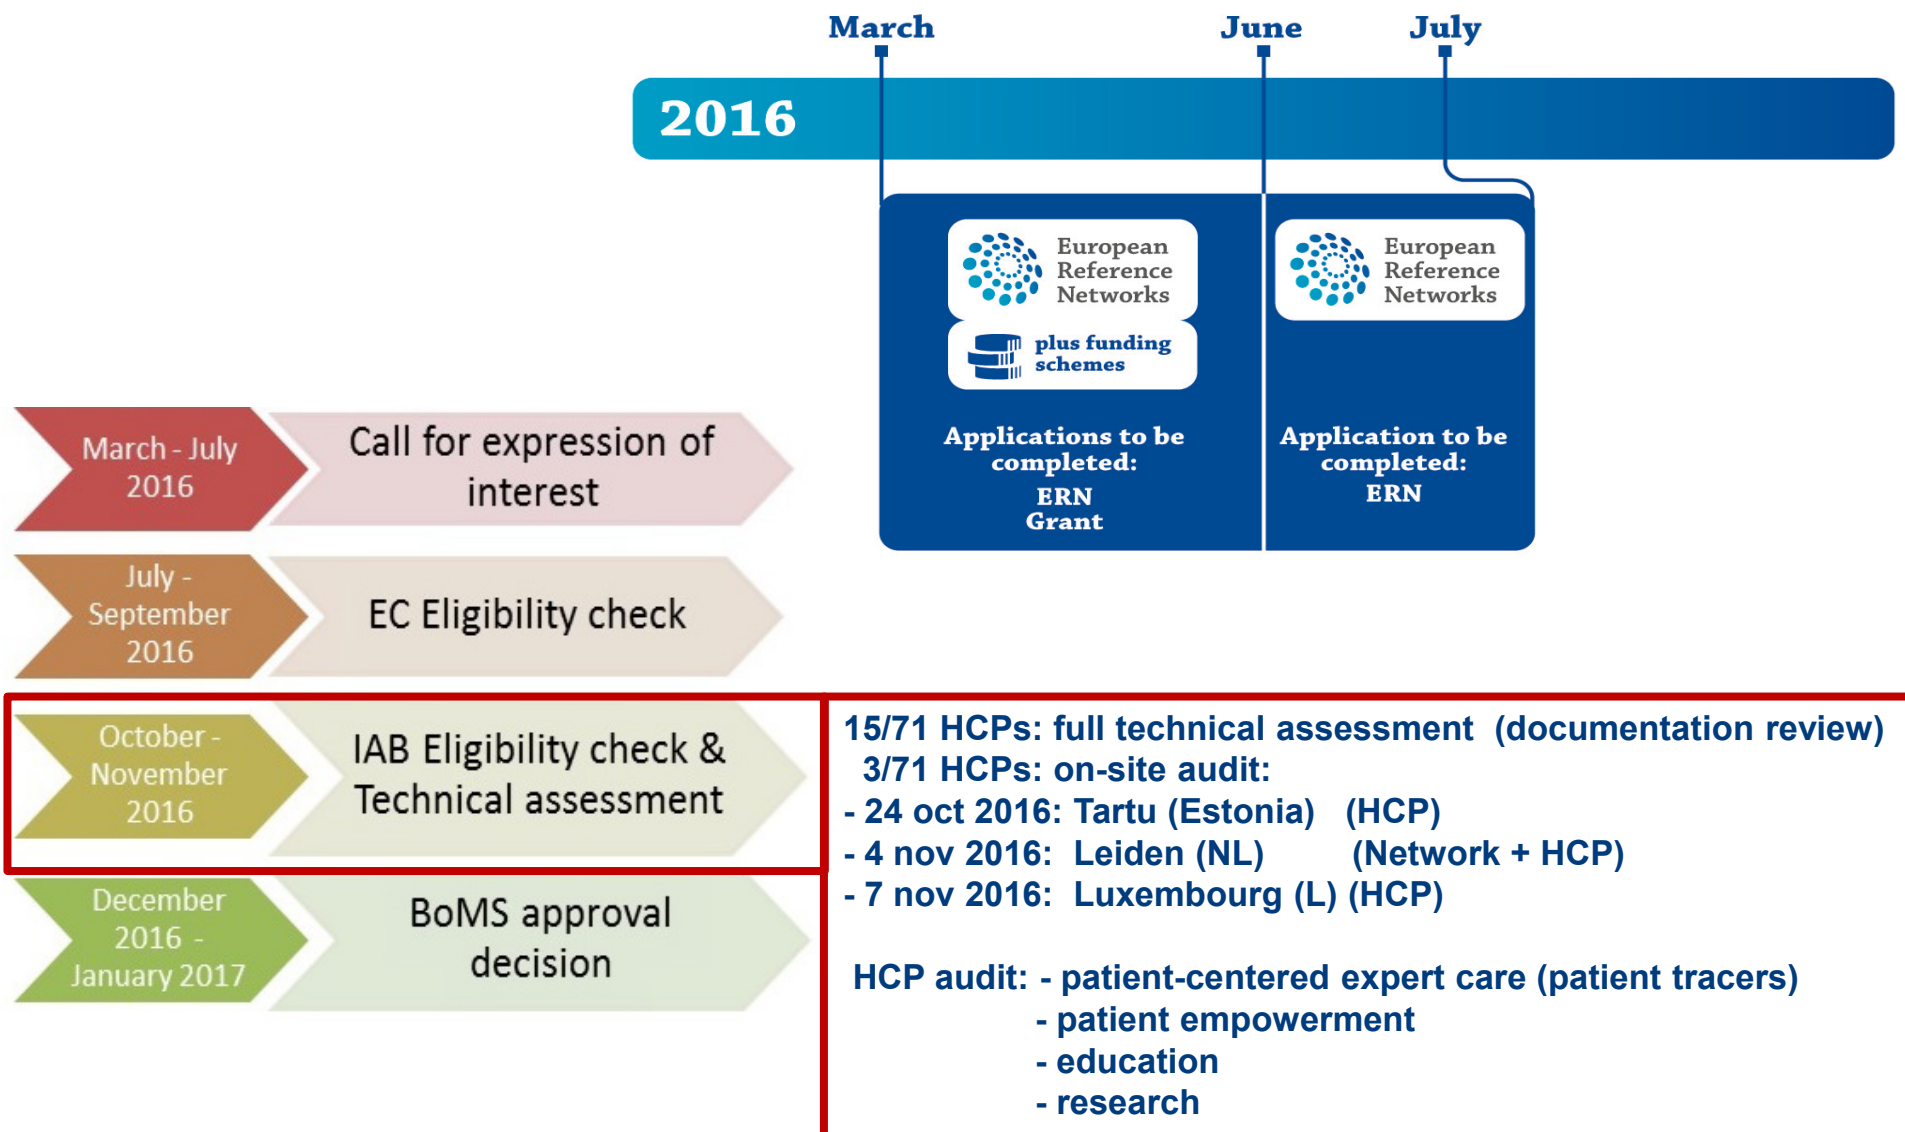 March
June
July
2016
European
Reference
Networks
plus funding
schemes
Applications to be
completed:
ERN
Grant
European
Reference
Networks
Application to be
completed:
ERN
March - July
2016
Call for expression of
interest
July -
September
2016
EC Eligibility check
October -
November
2016
IAB Eligibility check &
Technical assessment
December
2016 -
January 2017
BoMS approval
decision
15/71 HCPs: full technical assessment (documentation review)
3/71 HCPs: on-site audit:
- 24 oct 2016: Tartu (Estonia) (HCP)
- 4 nov 2016: Leiden (NL) (Network + HCP)
- 7 nov 2016: Luxembourg (L) (HCP)
HCP audit: - patient-centered expert care (patient tracers)
- patient empowerment
- education
- research